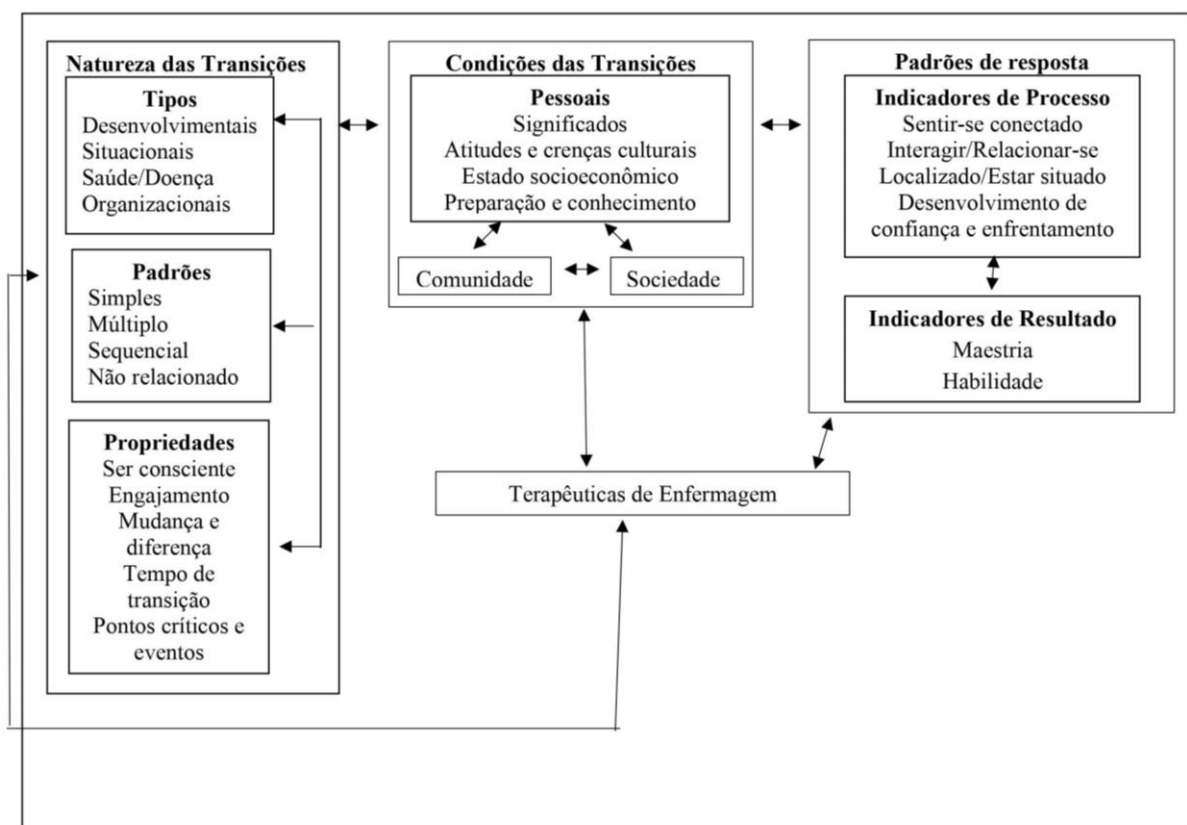 Natureza das Transições
Tipos
Desenvolvimentais
Situacionais
Saúde/Doença
Organizacionais
Padrões
Simples
Múltiplo
Sequencial
Não relacionado
Propriedades
Ser consciente
Engajamento
Mudança e
diferença
Tempo de
transição
Pontos críticos e
eventos
Condições das Transições
Pessoais
Significados
Atitudes e crenças culturais
Estado socioeconômico
Preparação e conhecimento
Comunidade
Sociedade
Padrões de resposta
Indicadores de Processo
Sentir-se conectado
Interagir/Relacionar-se
Localizado/Estar situado
Desenvolvimento de
confiança e enfrentamento
Indicadores de Resultado
Maestria
Habilidade
Terapêuticas de Enfermagem